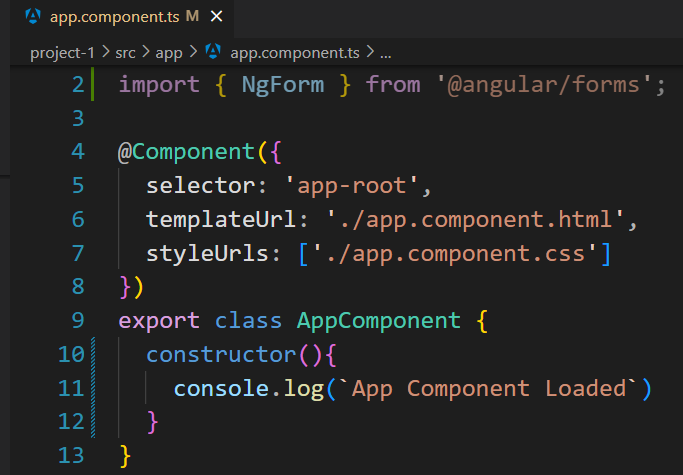 app.component.ts M ×
project-1 > src > app > app.component.ts > ...
2 import { NgForm } from '@angular/forms';
3
4 @Component({
5 selector: 'app-root',
6 templateUrl: './app.component.html',
7 styleUrls: ['./app.component.css']
8 })
9 export class AppComponent {
10 constructor(){
11 console.log(`App Component Loaded`)
12 }
13 }